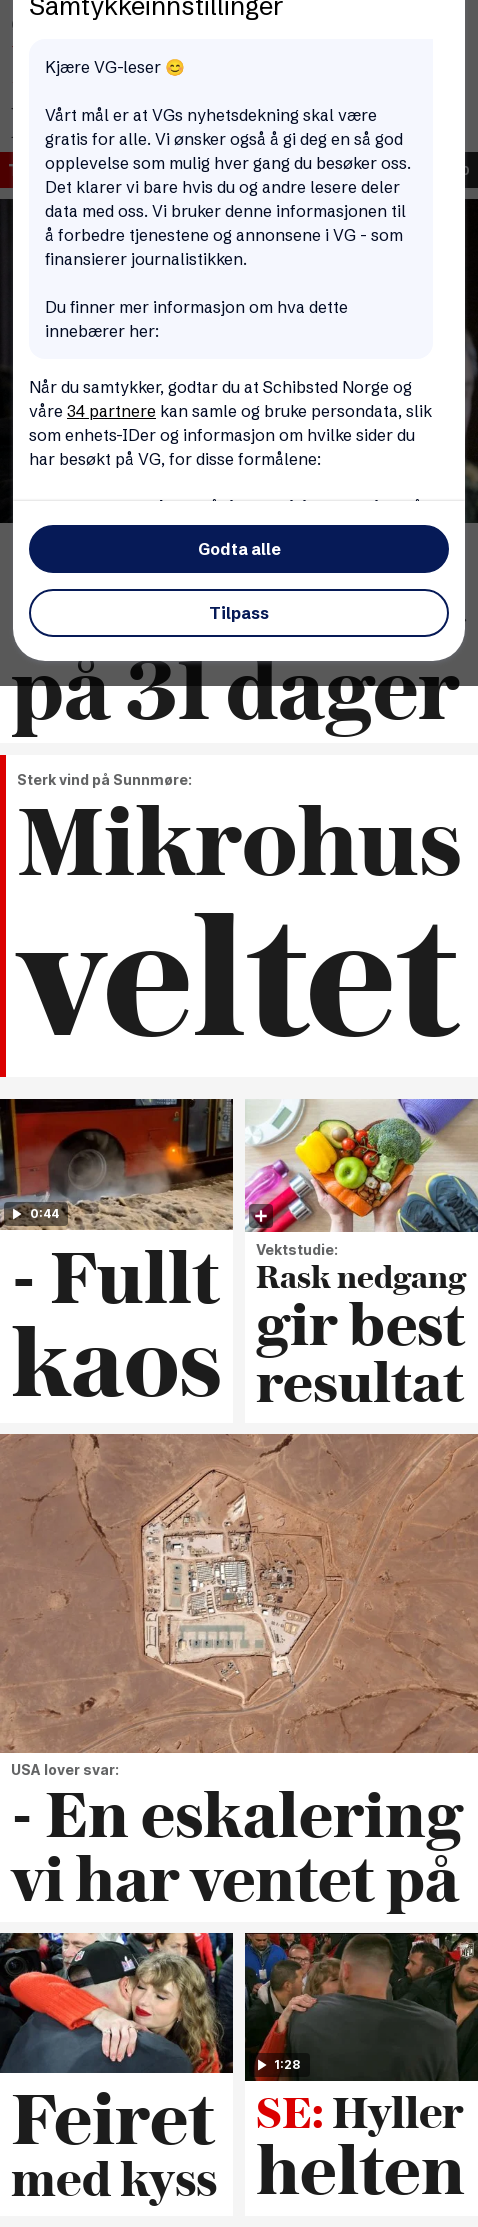 Samtykkeinnstillinger
Kjære VG-leser 😊
Vårt mål er at VGs nyhetsdekning skal være
gratis for alle. Vi ønsker også å gi deg en så god
opplevelse som mulig hver gang du besøker oss.
Det klarer vi bare hvis du og andre lesere deler
data med oss. Vi bruker denne informasjonen til
å forbedre tjenestene og annonsene i VG - som
finansierer journalistikken.
Du finner mer informasjon om hva dette
innebærer her:
Når du samtykker, godtar du at Schibsted Norge og
våre 34 partnere kan samle og bruke persondata, slik
som enhets-IDer og informasjon om hvilke sider du
har besøkt på VG, for disse formålene:
Godta alle
Tilpass
på 31 dager
Sterk vind på Sunnmøre:
Mikrohus
veltet
0:44
- Fullt
kaos
Vektstudie:
Rask nedgang
gir best
resultat
USA lover svar:
- En eskalering
vi har ventet på
Feiret
med kyss
NFL
1:28
SE: Hyller
helten